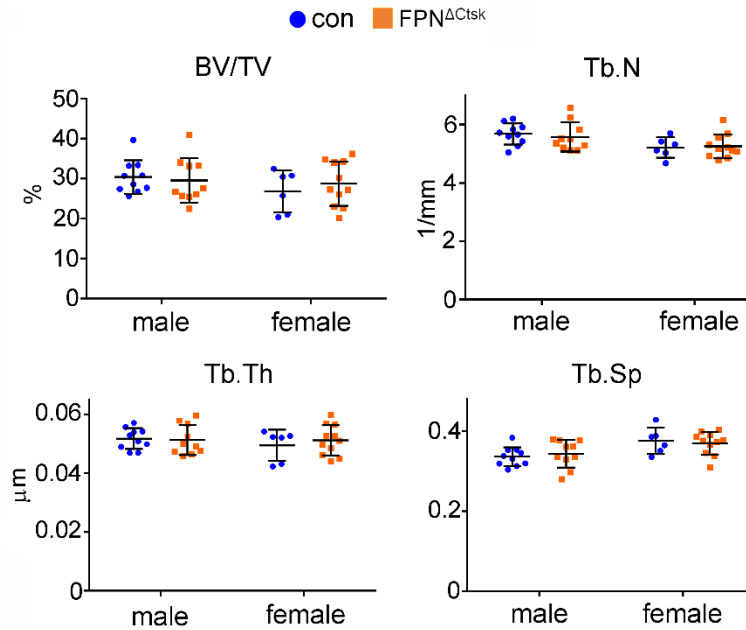 con FPN^ΔCtsk
BV/TV
50
40
30
20
10
0
%
male female
Tb.N
6
4
2
0
1/mm
male female
Tb.Th
0.06
0.04
0.02
0
μm
male female
Tb.Sp
0.4
0.2
0
male female